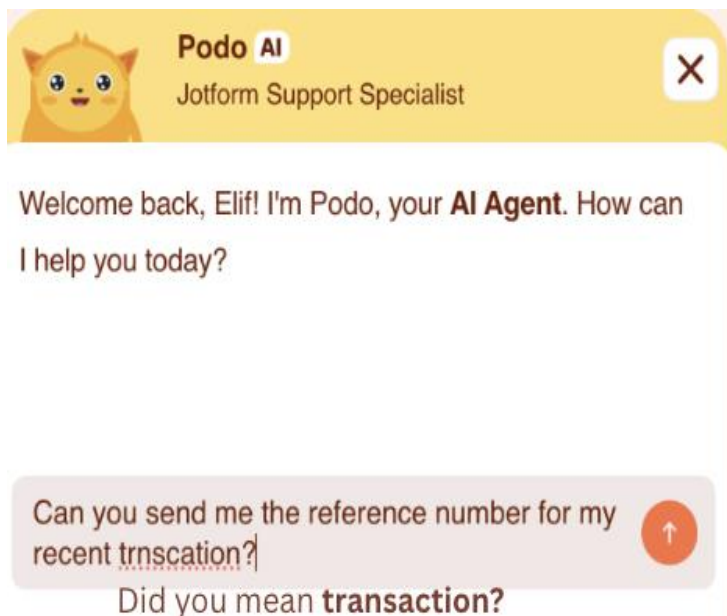 Podo AI
Jotform Support Specialist
Welcome back, Elif! I'm Podo, your AI Agent. How can
I help you today?
Can you send me the reference number for my
recent trnscation?
Did you mean transaction?